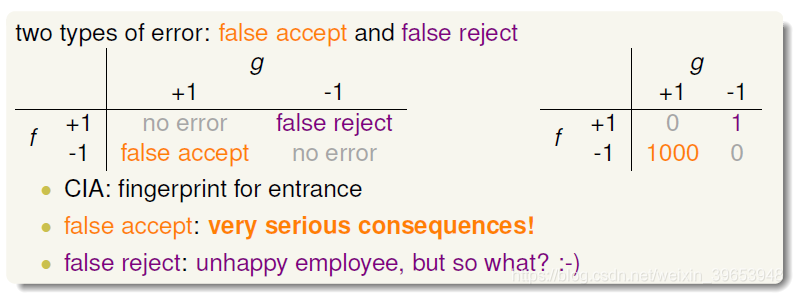 two types of error: false accept and false reject
g g
+1 -1 +1 -1
f +1 no error false reject f +1 0 1
-1 false accept no error -1 1000 0
CIA: fingerprint for entrance
false accept: very serious consequences!
false reject: unhappy employee, but so what? :-)
https://blog.csdn.net/weixin_39653948